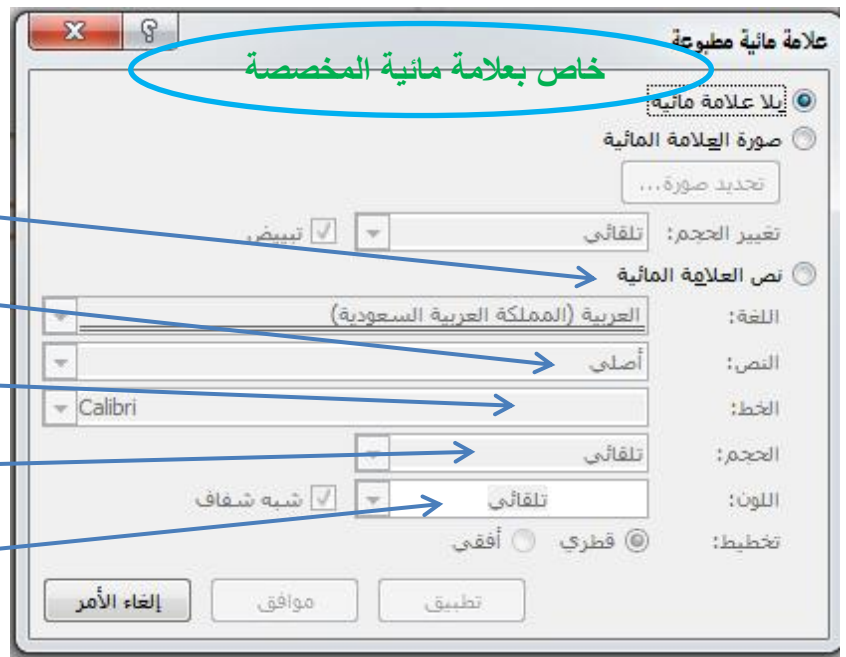 علامة مائية مطبوعة
خاص بعلامة مائية المخصصة
بلا علامة مائية
صورة العلامة المائية
تحديد صورة...
تغيير الحجم: تلقائي تبييض
نص العلامة المائية
اللغة: العربية (المملكة العربية السعودية)
النص: أصلي
الخط: Calibri
الحجم: تلقائي
اللون: تلقائي شبه شفاف
تخطيط: قطري أفقي
تطبيق موافق إلغاء الأمر